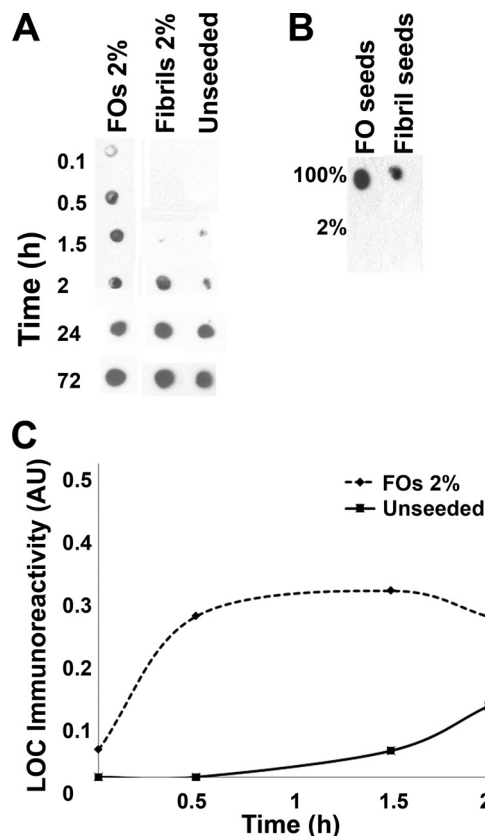 A
FOs 2%
Fibrils 2%
Unseeded
Time (h)
0.1
0.5
1.5
2
24
72
B
FO seeds
Fibril seeds
100%
2%
C
LOC Immunoreactivity (AU)
0.5
0.4
0.3
0.2
0.1
0
FOs 2%
Unseeded
0.5
1
1.5
2
Time (h)